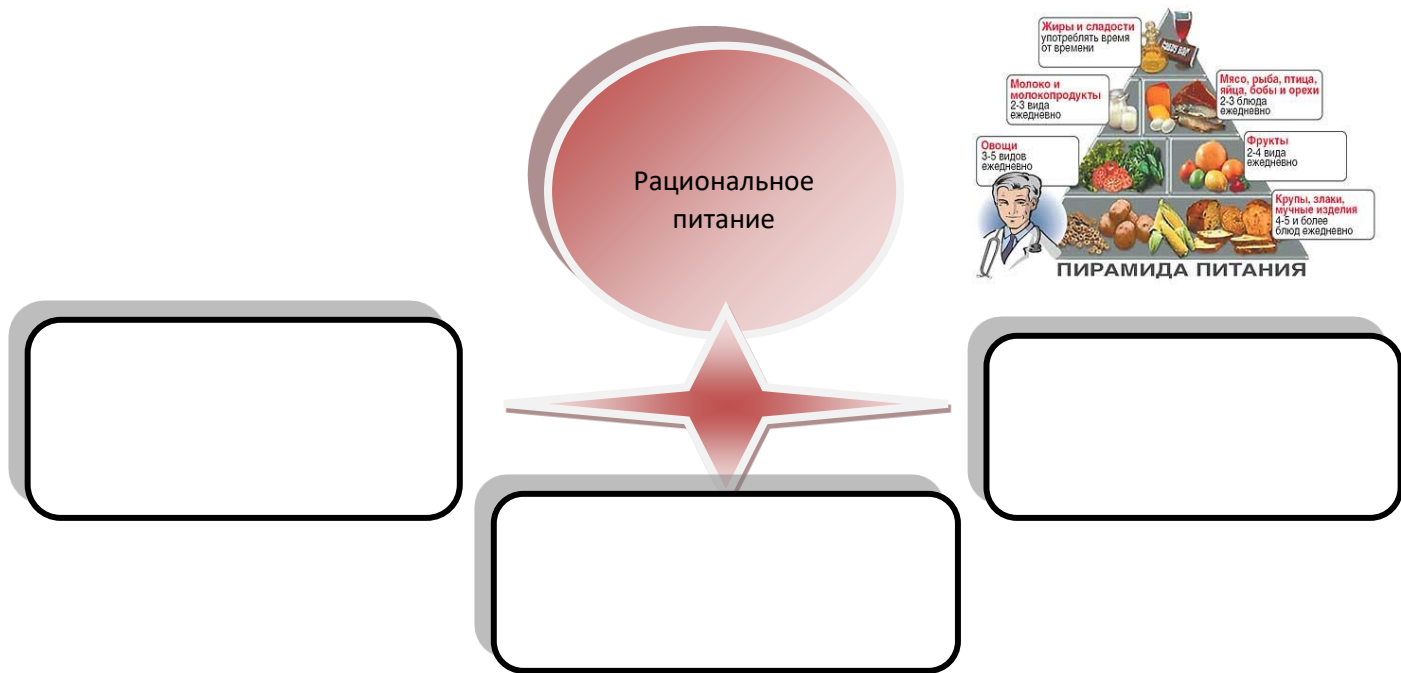 Рациональное
питание
Жиры и сладости
употреблять время
от времени
Молоко и
молокопродукты
2-3 вида
ежедневно
Мясо, рыба, птица,
яйца, бобы и орехи
2-3 блюда
ежедневно
Овощи
3-5 видов
ежедневно
Фрукты
2-4 вида
ежедневно
Крупы, злаки,
мучные изделия
4-5 и более
блюд ежедневно
ПИРАМИДА ПИТАНИЯ